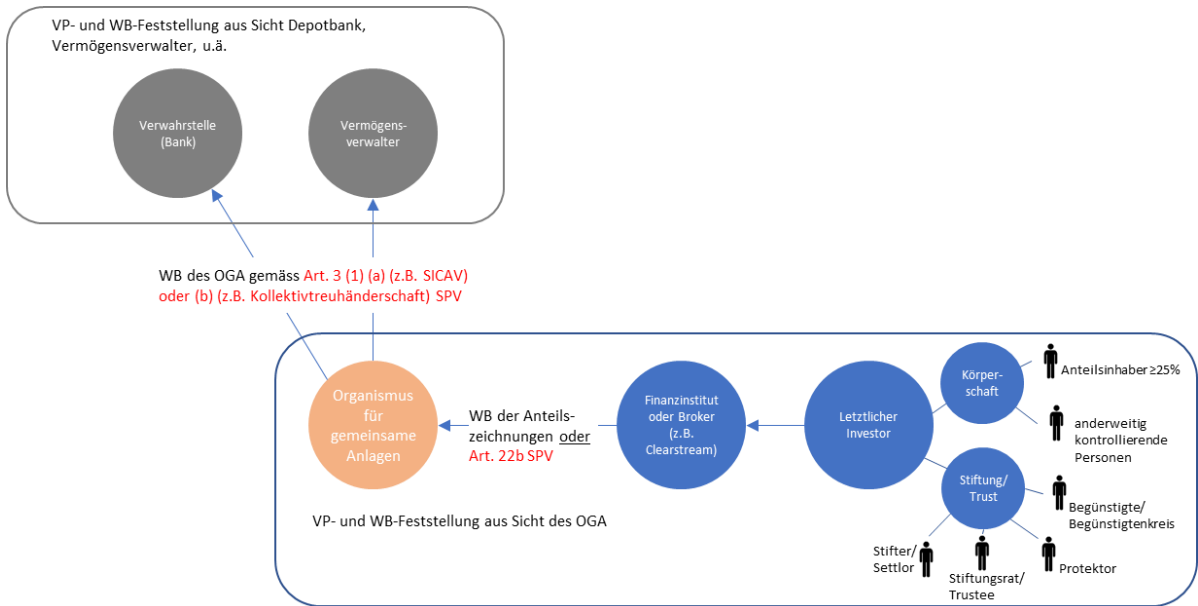 VP- und WB-Feststellung aus Sicht Depotbank,
Vermögensverwalter, u.ä.
Verwahrstelle
(Bank)
Vermögens-
verwalter
WB des OGA gemäss Art. 3 (1) (a) (z.B. SICAV)
oder (b) (z.B. Kollektivtreuhänderschaft) SPV
Organismus
für
gemeinsame
Anlagen
WB der Anteils-
zeichnungen oder
Art. 22b SPV
Finanzinstitut
oder Broker
(z.B.
Clearstream)
Letztlicher
Investor
Körper-
schaft
Anteilsinhaber ≥25%
anderweitig
kontrollierende
Personen
Stiftung/
Trust
Begünstigte/
Begünstigtenkreis
Protektor
Stiftungsrat/
Trustee
Stifter/
Settlor
VP- und WB-Feststellung aus Sicht des OGA